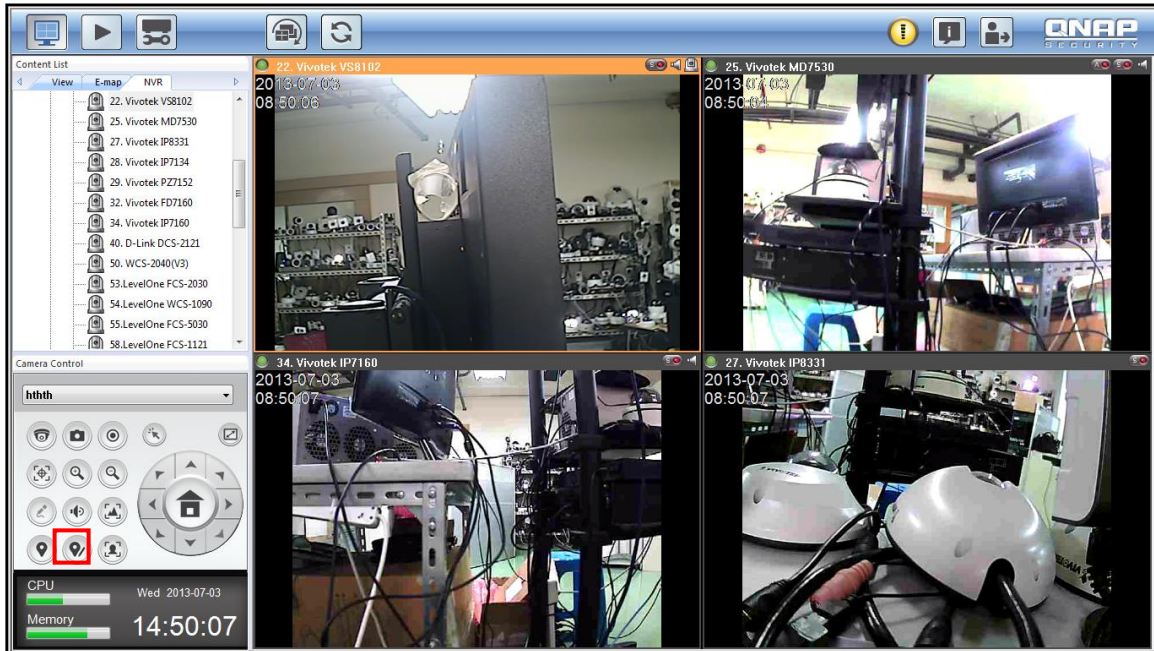 QNAP
SECURITY
Content List
View E-map NVR
22. Vivotek VS8102
25. Vivotek MD7530
27. Vivotek IP8331
28. Vivotek IP7134
29. Vivotek PZ7152
32. Vivotek FD7160
34. Vivotek IP7160
40. D-Link DCS-2121
50. WCS-2040(V3)
53.LevelOne FCS-2030
54.LevelOne WCS-1090
55.LevelOne FCS-5030
58.LevelOne FCS-1121
Camera Control
hthth
CPU
Wed 2013-07-03
Memory
14:50:07
22. Vivotek VS8102
2013-07-03
08:50:06
25. Vivotek MD7530
2013-07-03
08:50:04
34. Vivotek IP7160
2013-07-03
08:50:07
27. Vivotek IP8331
2013-07-03
08:50:07